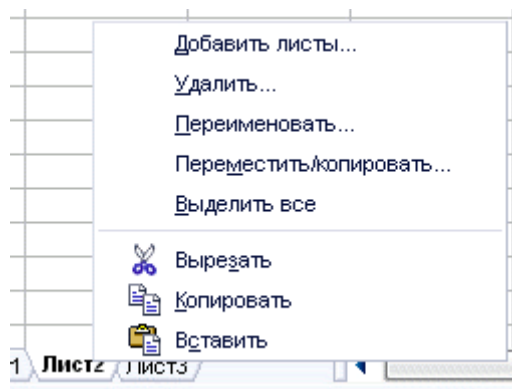 Добавить листы...
Удалить...
Переименовать...
Переместить/копировать...
Выделить все
Вырезать
Копировать
Вставить
1 Лист2 Лист3